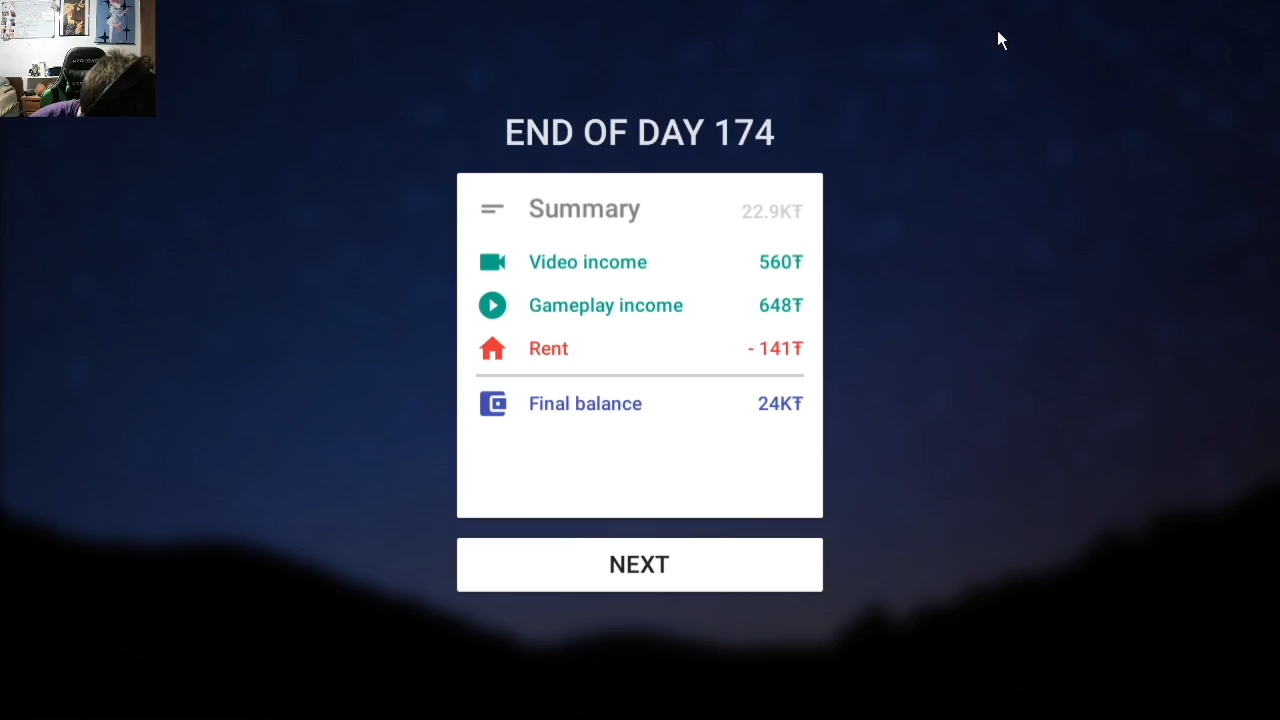 END OF DAY 174
Summary 22.9KŦ
Video income 560Ŧ
Gameplay income 648Ŧ
Rent - 141Ŧ
Final balance 24KŦ
NEXT